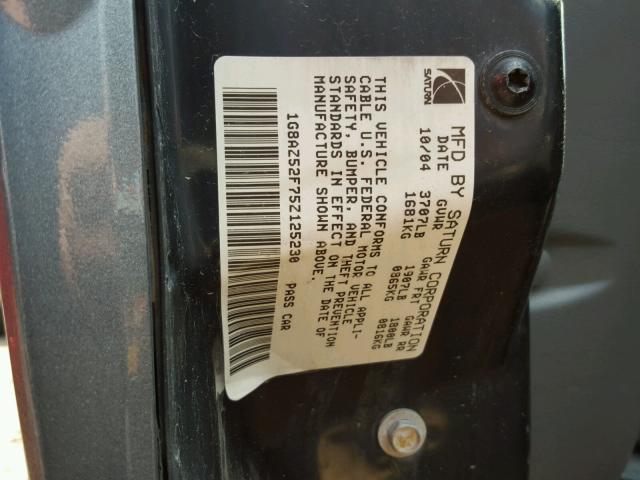 SATURN
MFD BY SATURN CORPORATION
DATE GVWR GAWR FRT GAWR RR
10/04 3707LB 1907LB 1800LB
1681KG 0865KG 0816KG
THIS VEHICLE CONFORMS TO ALL APPLI-
CABLE U.S. FEDERAL MOTOR VEHICLE
SAFETY, BUMPER, AND THEFT PREVENTION
STANDARDS IN EFFECT ON THE DATE OF
MANUFACTURE SHOWN ABOVE.
1G8AZ52F75Z125230 PASS CAR